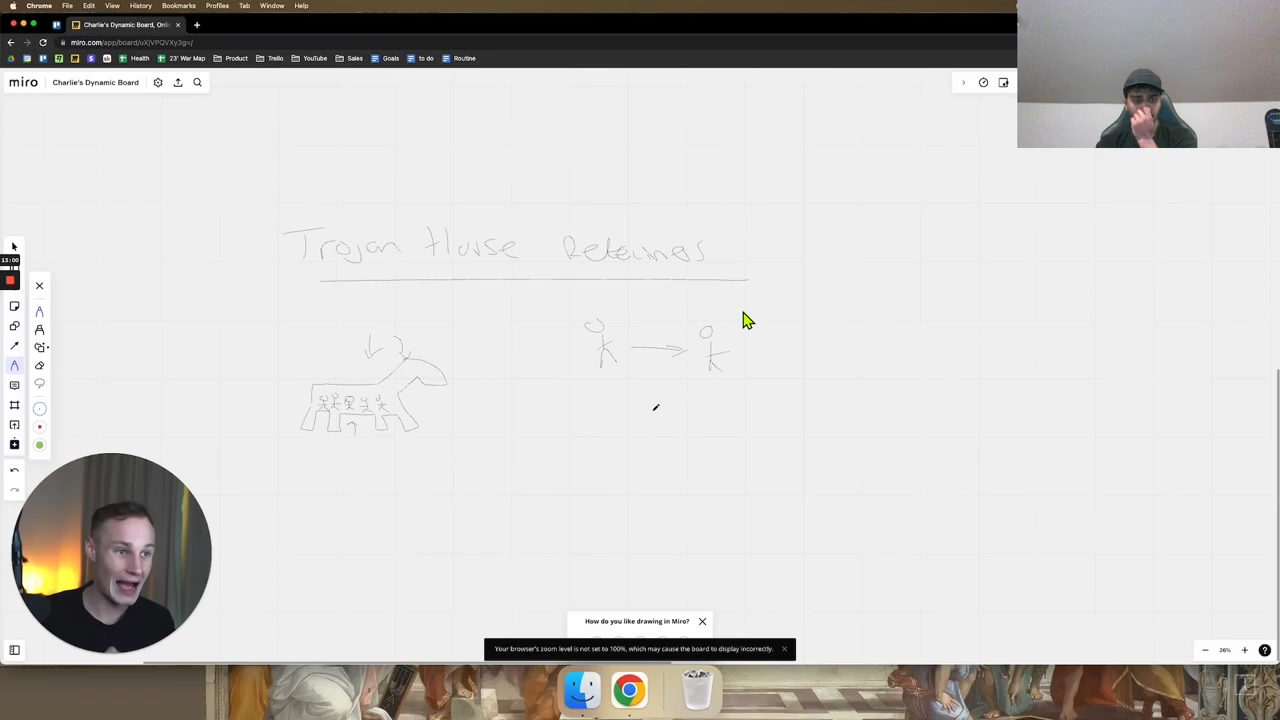 Chrome File Edit View History Bookmarks Profiles Tab Window Help
Charlie's Dynamic Board, Onli
miro.com/app/board/uXjVPQVXy3g=/
Health 23' War Map Product Trello YouTube Sales Goals to do Routine
miro Charlie's Dynamic Board
Trojan Horse Retainers
13:00
How do you like drawing in Miro?
Your browser's zoom level is not set to 100%, which may cause the board to display incorrectly.
26%